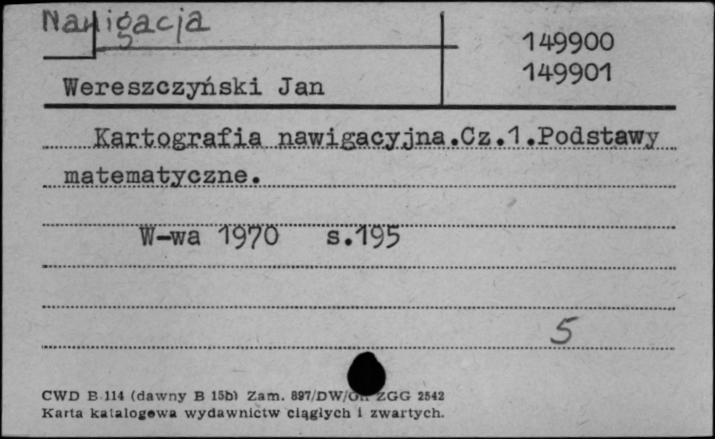 Nawigacja
149900
149901
Wereszczyński Jan
Kartografia nawigacyjna.Cz.1.Podstawy
matematyczne.
W-wa 1970 s.195
5
CWD B 114 (dawny B 15b) Zam. 897/DW/ ZGG 2542
Karta katalogowa wydawnictw ciągłych i zwartych.